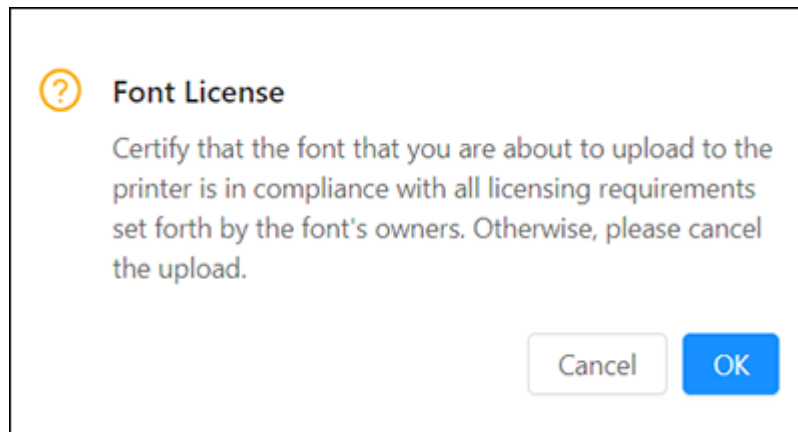 Font License
Certify that the font that you are about to upload to the
printer is in compliance with all licensing requirements
set forth by the font's owners. Otherwise, please cancel
the upload.
Cancel OK